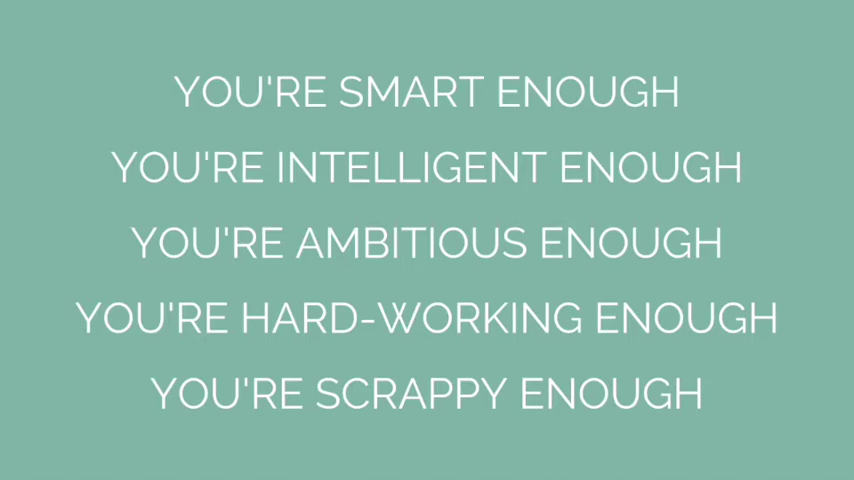 YOU'RE SMART ENOUGH
YOU'RE INTELLIGENT ENOUGH
YOU'RE AMBITIOUS ENOUGH
YOU'RE HARD-WORKING ENOUGH
YOU'RE SCRAPPY ENOUGH